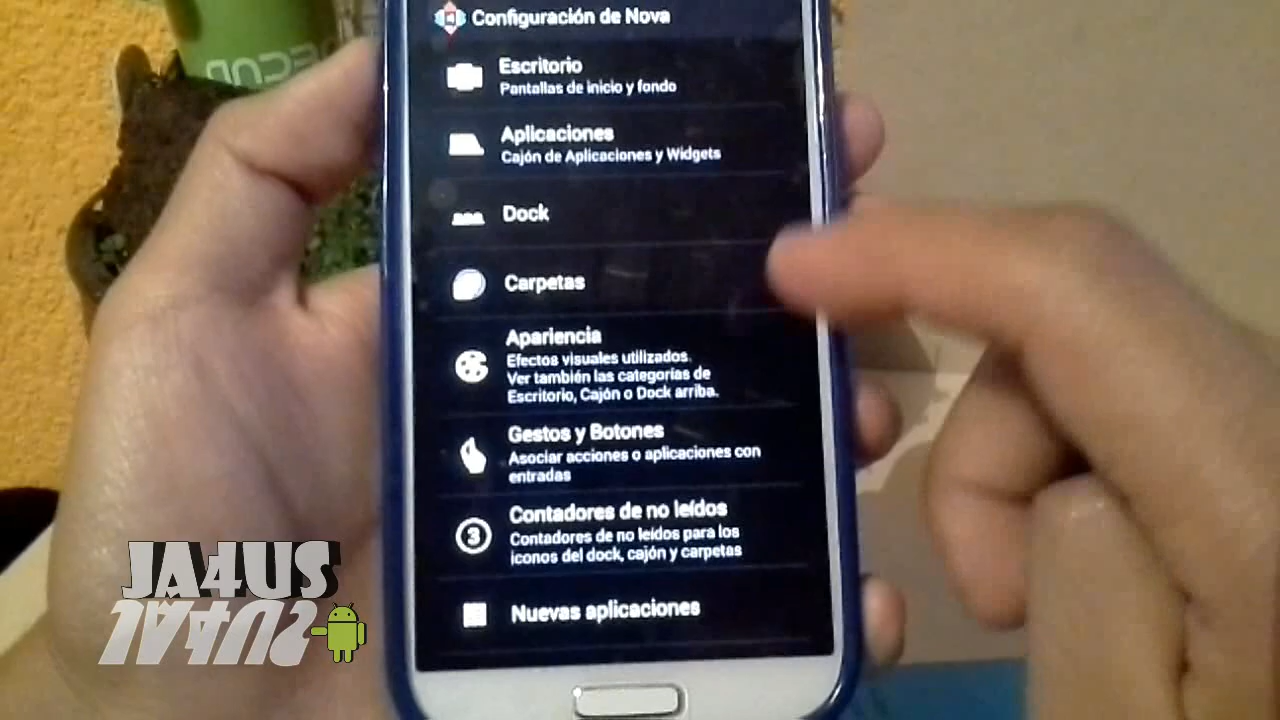 Configuración de Nova
Escritorio
Pantallas de inicio y fondo
Aplicaciones
Cajón de Aplicaciones y Widgets
Dock
Carpetas
Apariencia
Efectos visuales utilizados.
Ver también las categorías de
Escritorio, Cajón o Dock arriba.
Gestos y Botones
Asociar acciones o aplicaciones con
entradas
3
Contadores de no leídos
Contadores de no leídos para los
iconos del dock, cajón y carpetas
Nuevas aplicaciones
JA4US